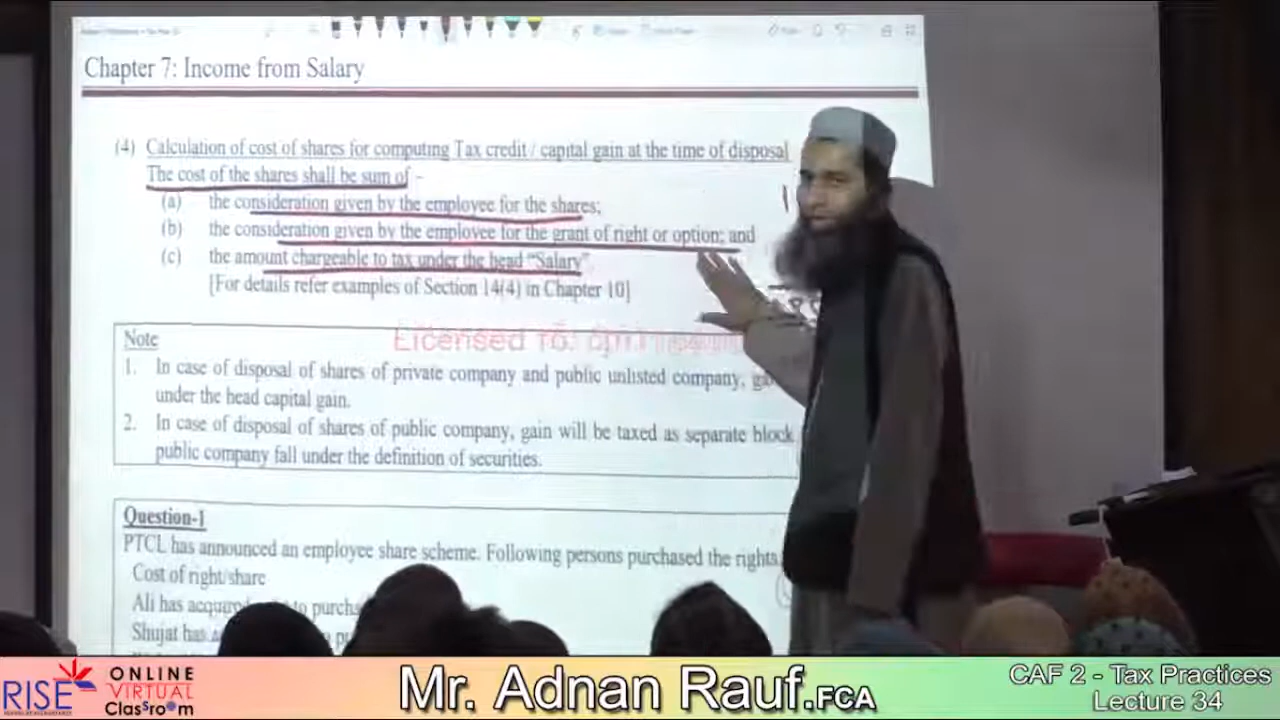 Chapter 7: Income from Salary
(4) Calculation of cost of shares for computing Tax credit / capital gain at the time of disposal
The cost of the shares shall be sum of –
(a) the consideration given by the employee for the shares;
(b) the consideration given by the employee for the grant of right or option; and
(c) the amount chargeable to tax under the head "Salary".
[For details refer examples of Section 14(4) in Chapter 10]
Licensed to:
Note
1. In case of disposal of shares of private company and public unlisted company,
under the head capital gain.
2. In case of disposal of shares of public company, gain will be taxed as separate block
public company fall under the definition of securities.
Question-1
PTCL has announced an employee share scheme. Following persons purchased the rights
Cost of right/share
Ali has to purch
Shujat has
RISE ONLINE VIRTUAL ClassrooM
Mr. Adnan Rauf.FCA
CAF 2 - Tax Practices
Lecture 34